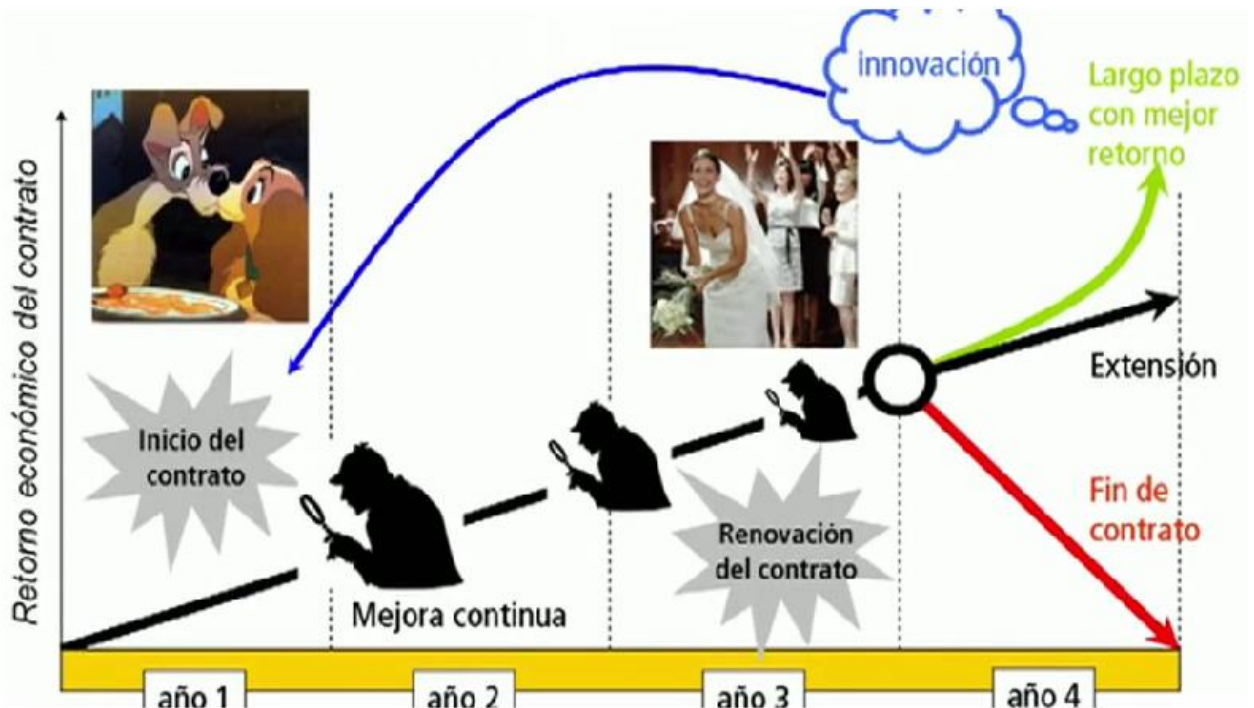 innovación
Largo plazo
con mejor
retorno
Retorno económico del contrato
Inicio del
contrato
Extensión
Fin de
contrato
Renovación
del contrato
Mejora continua
año 1
año 2
año 3
año 4